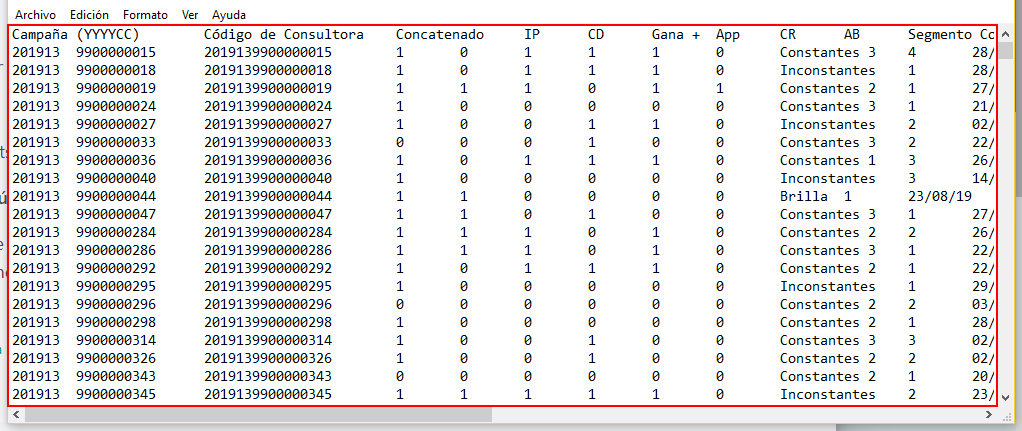 Archivo Edición Formato Ver Ayuda
Campaña (YYYYCC) Código de Consultora Concatenado IP CD Gana + App CR AB Segmento Cc
201913 9900000015 2019139900000015 1 0 1 1 1 0 Constantes 3 4 28/
201913 9900000018 2019139900000018 1 0 1 1 1 0 Inconstantes 1 28/
201913 9900000019 2019139900000019 1 1 1 0 1 1 Constantes 2 1 27/
201913 9900000024 2019139900000024 1 0 0 0 0 0 Constantes 3 1 21/
201913 9900000027 2019139900000027 1 0 0 1 1 0 Inconstantes 2 02/
201913 9900000033 2019139900000033 0 0 0 1 0 0 Constantes 3 2 22/
201913 9900000036 2019139900000036 1 0 1 1 1 0 Constantes 1 3 26/
201913 9900000040 2019139900000040 1 0 0 0 0 0 Inconstantes 3 14/
201913 9900000044 2019139900000044 1 1 0 0 0 0 Brilla 1 23/08/19
201913 9900000047 2019139900000047 1 1 0 1 0 0 Constantes 3 1 27/
201913 9900000284 2019139900000284 1 1 1 0 1 0 Constantes 2 2 26/
201913 9900000286 2019139900000286 1 1 1 0 1 0 Constantes 3 1 22/
201913 9900000292 2019139900000292 1 0 1 1 1 0 Constantes 2 1 22/
201913 9900000295 2019139900000295 1 0 0 0 0 0 Inconstantes 1 29/
201913 9900000296 2019139900000296 0 0 0 0 0 0 Constantes 2 2 03/
201913 9900000298 2019139900000298 1 0 0 0 0 0 Constantes 2 1 28/
201913 9900000314 2019139900000314 1 0 0 1 0 0 Constantes 3 3 02/
201913 9900000326 2019139900000326 1 0 0 1 0 0 Constantes 2 2 02/
201913 9900000343 2019139900000343 0 0 0 0 0 0 Constantes 2 1 20/
201913 9900000345 2019139900000345 1 1 1 1 1 0 Inconstantes 2 23/